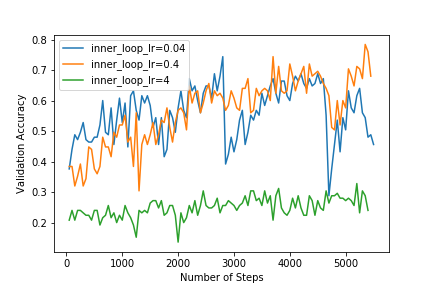 0.8
0.7
0.6
0.5
0.4
0.3
0.2
Validation Accuracy
inner_loop_lr=0.04
inner_loop_lr=0.4
inner_loop_lr=4
0 1000 2000 3000 4000 5000
Number of Steps